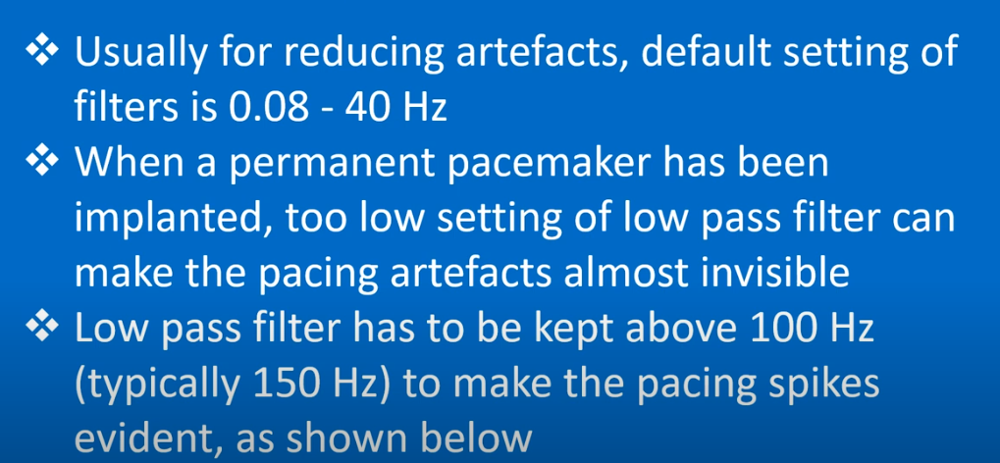 ❖ Usually for reducing artefacts, default setting of
filters is 0.08 - 40 Hz
❖ When a permanent pacemaker has been
implanted, too low setting of low pass filter can
make the pacing artefacts almost invisible
❖ Low pass filter has to be kept above 100 Hz
(typically 150 Hz) to make the pacing spikes
evident, as shown below